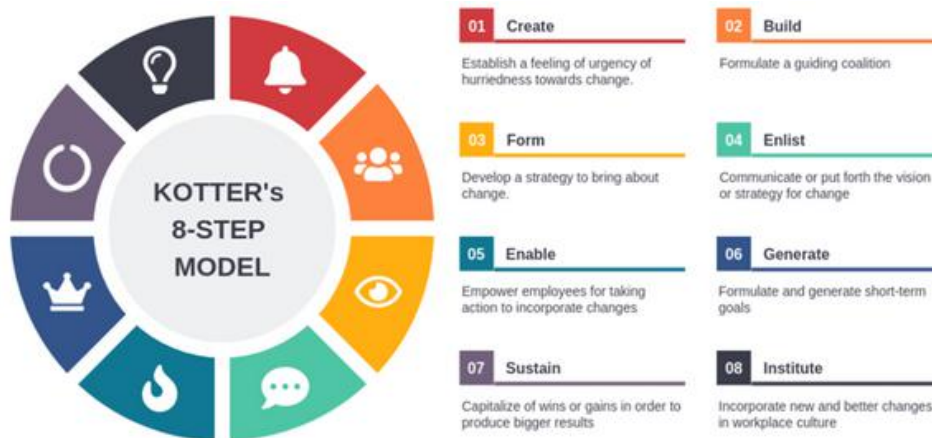 KOTTER's
8-STEP
MODEL
01 Create
Establish a feeling of urgency of
hurriedness towards change.
02 Build
Formulate a guiding coalition
03 Form
Develop a strategy to bring about
change.
04 Enlist
Communicate or put forth the vision
or strategy for change
05 Enable
Empower employees for taking
action to incorporate changes
06 Generate
Formulate and generate short-term
goals
07 Sustain
Capitalize of wins or gains in order to
produce bigger results
08 Institute
Incorporate new and better changes
in workplace culture